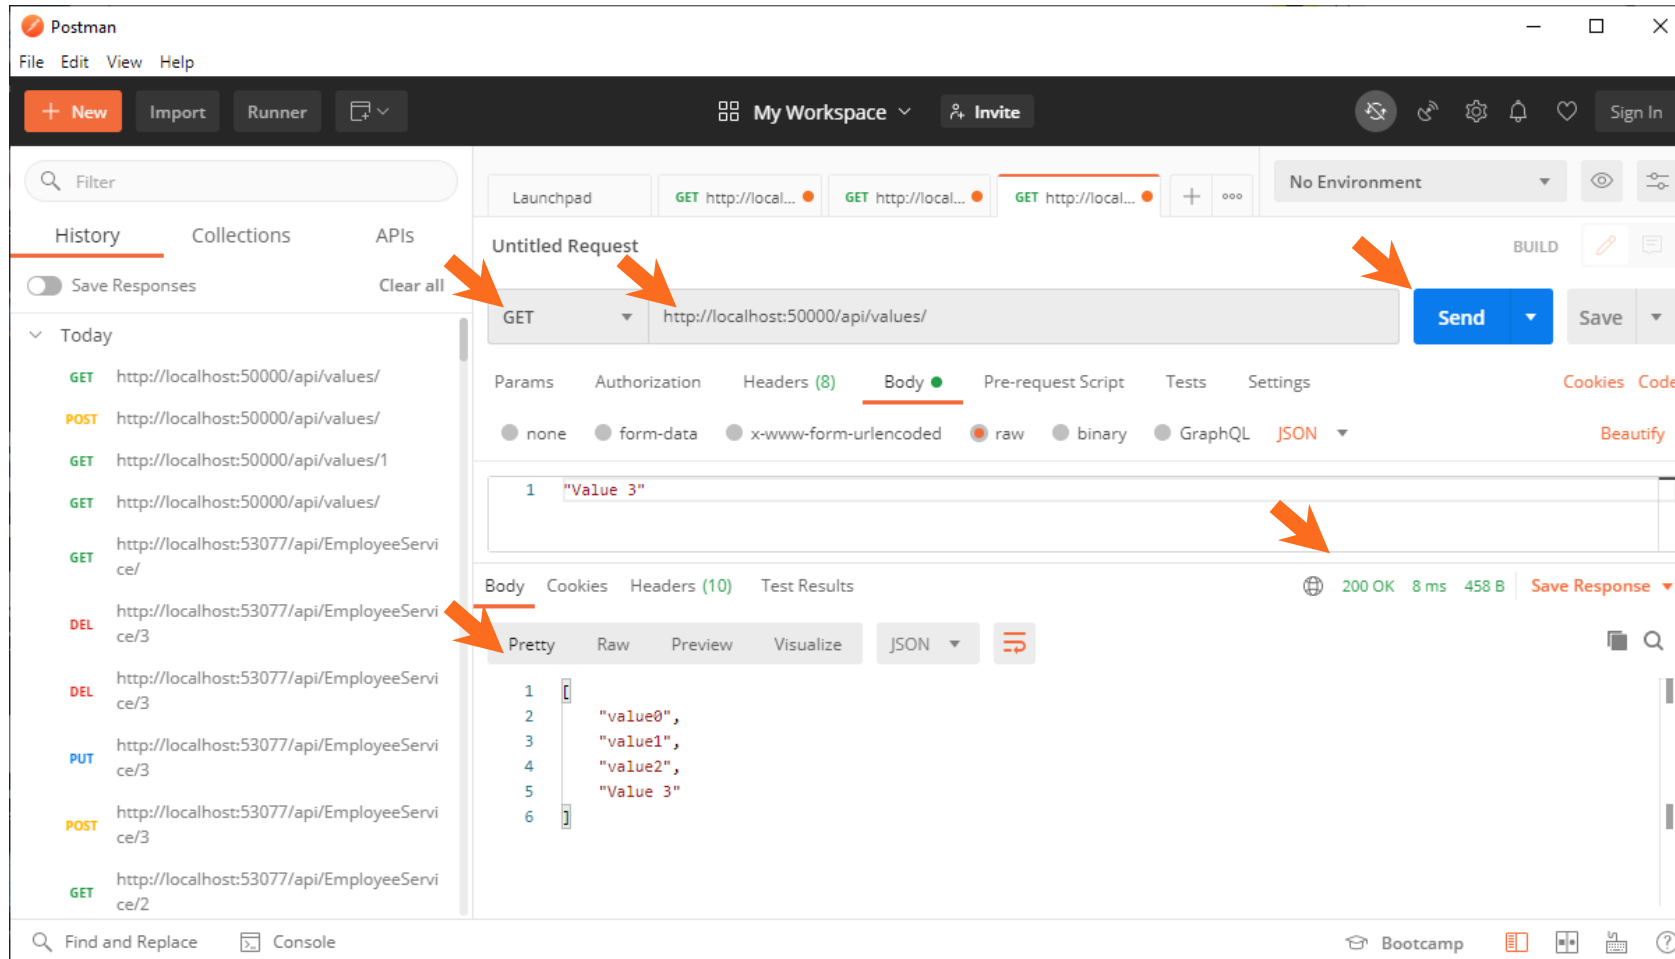 Postman
File Edit View Help
New Import Runner My Workspace Invite Sign In
Filter
History Collections APIs
Save Responses Clear all
Today
GET http://localhost:50000/api/values/
POST http://localhost:50000/api/values/
GET http://localhost:50000/api/values/1
GET http://localhost:50000/api/values/
GET http://localhost:53077/api/EmployeeServi
ce/
DEL http://localhost:53077/api/EmployeeServi
ce/3
DEL http://localhost:53077/api/EmployeeServi
ce/3
PUT http://localhost:53077/api/EmployeeServi
ce/3
POST http://localhost:53077/api/EmployeeServi
ce/3
GET http://localhost:53077/api/EmployeeServi
ce/2
Launchpad GET http://local... GET http://local... GET http://local... No Environment
Untitled Request BUILD
GET http://localhost:50000/api/values/ Send Save
Params Authorization Headers (8) Body Pre-request Script Tests Settings Cookies Code
none form-data x-www-form-urlencoded raw binary GraphQL JSON Beautify
1 "Value 3"
Body Cookies Headers (10) Test Results 200 OK 8 ms 458 B Save Response
Pretty Raw Preview Visualize JSON
1 [
2 "value0",
3 "value1",
4 "value2",
5 "Value 3"
6 ]
Find and Replace Console Bootcamp